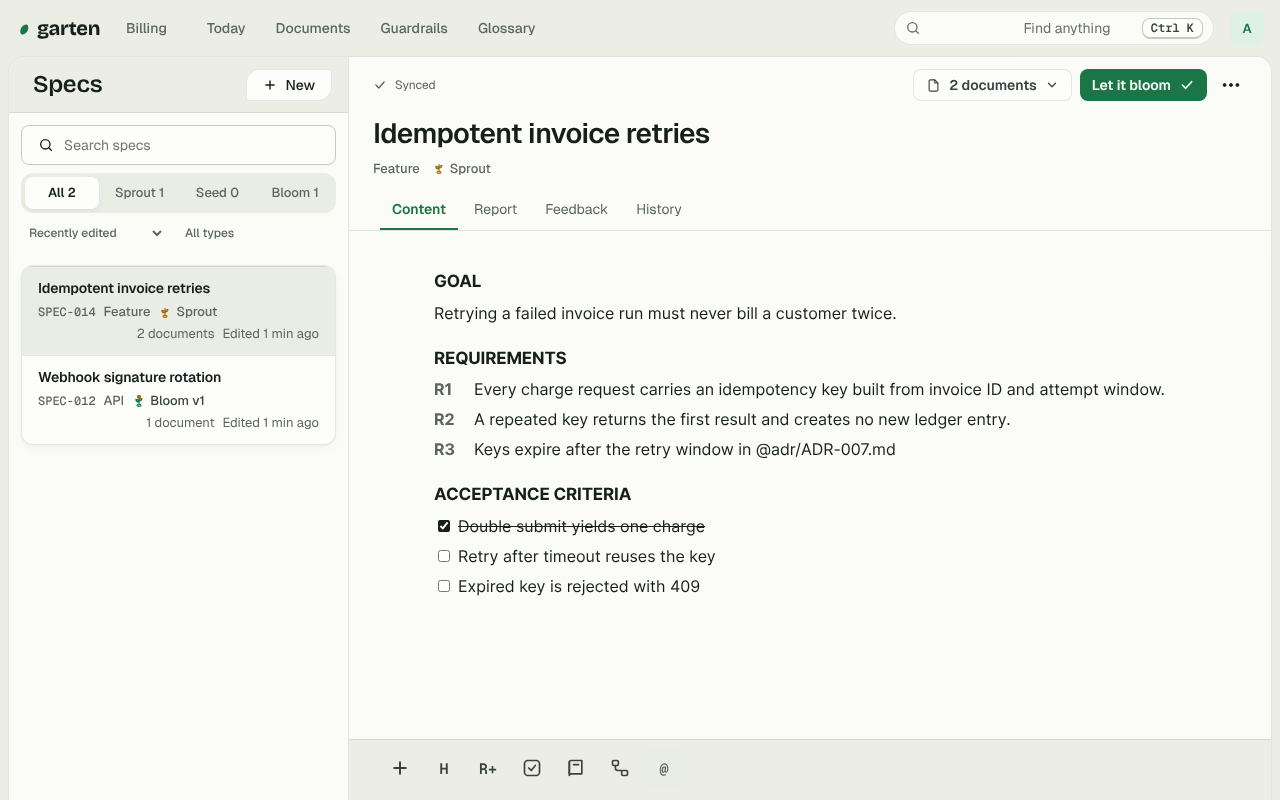 garten
Billing
Today
Documents
Guardrails
Glossary
Find anything
Ctrl K
A
Specs
New
Search specs
All 2
Sprout 1
Seed 0
Bloom 1
Recently edited
All types
Idempotent invoice retries
SPEC-014 Feature Sprout
2 documents Edited 1 min ago
Webhook signature rotation
SPEC-012 API Bloom v1
1 document Edited 1 min ago
Synced
2 documents
Let it bloom
Idempotent invoice retries
Feature Sprout
Content
Report
Feedback
History
GOAL
Retrying a failed invoice run must never bill a customer twice.
REQUIREMENTS
R1 Every charge request carries an idempotency key built from invoice ID and attempt window.
R2 A repeated key returns the first result and creates no new ledger entry.
R3 Keys expire after the retry window in @adr/ADR-007.md
ACCEPTANCE CRITERIA
Double submit yields one charge
Retry after timeout reuses the key
Expired key is rejected with 409
H
R+
@